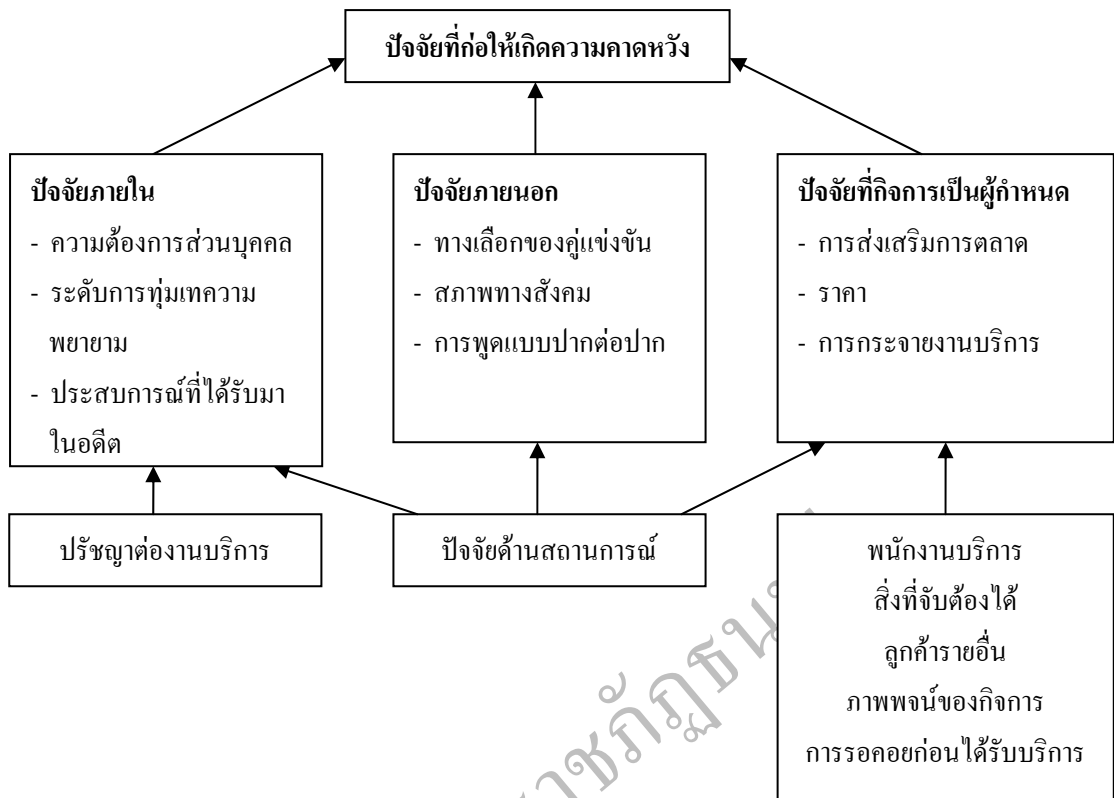 ปัจจัยที่ก่อให้เกิดความคาดหวัง
ปัจจัยภายใน
- ความต้องการส่วนบุคคล
- ระดับการทุ่มเทความ
พยายาม
- ประสบการณ์ที่ได้รับมา
ในอดีต
ปัจจัยภายนอก
- ทางเลือกของคู่แข่งขัน
- สภาพทางสังคม
- การพูดแบบปากต่อปาก
ปัจจัยที่กิจการเป็นผู้กำหนด
- การส่งเสริมการตลาด
- ราคา
- การกระจายงานบริการ
ปรัชญาต่องานบริการ
ปัจจัยด้านสถานการณ์
พนักงานบริการ
สิ่งที่จับต้องได้
ลูกค้ารายอื่น
ภาพพจน์ของกิจการ
การรอคอยก่อนได้รับบริการ